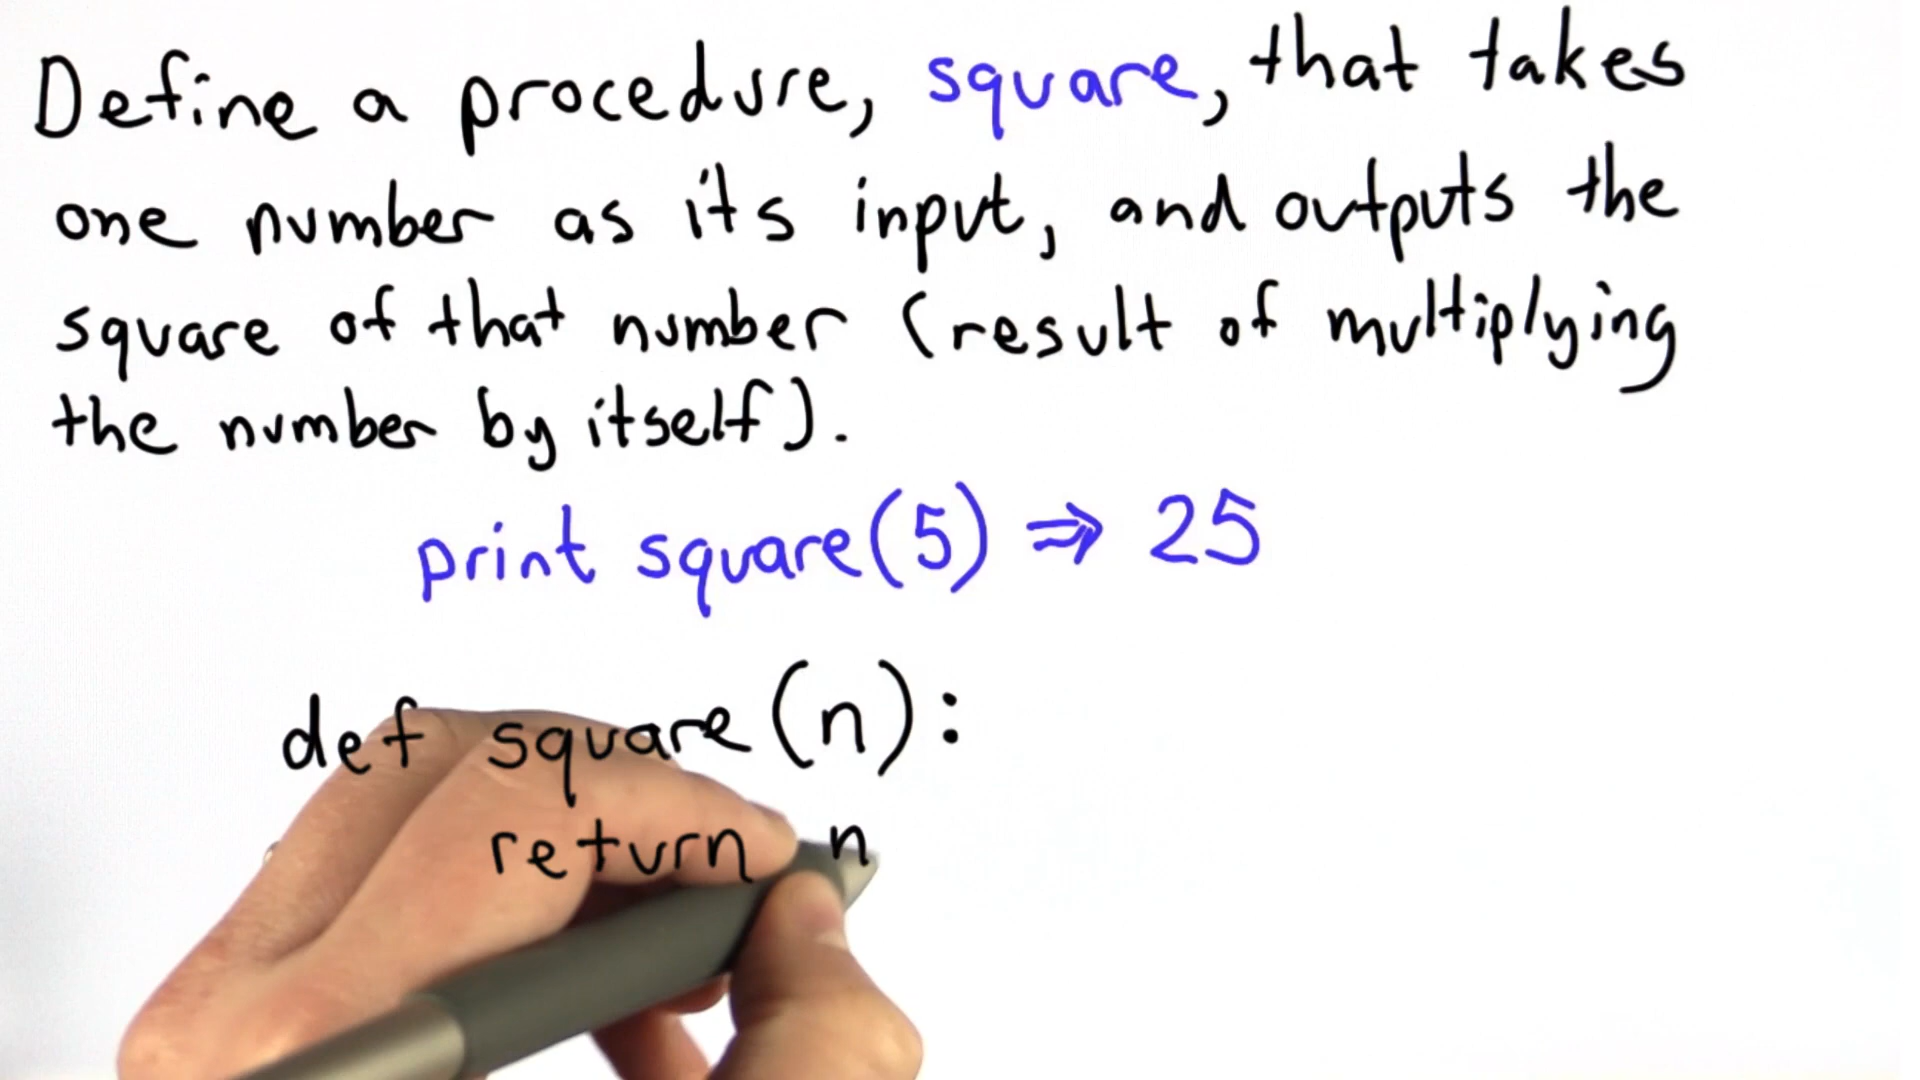 Define a procedure, square, that takes
one number as its input, and outputs the
square of that number (result of multiplying
the number by itself).
print square(5) ⇒ 25
def square(n):
return n